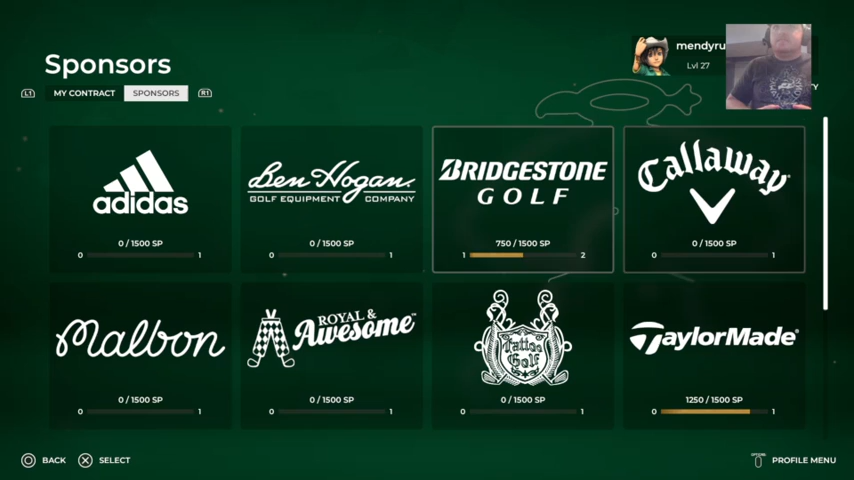 Sponsors
mendyru
Lvl 27
L1
MY CONTRACT
SPONSORS
R1
adidas
Ben Hogan
GOLF EQUIPMENT COMPANY
BRIDGESTONE
GOLF
Callaway
0 / 1500 SP
0 1
0 / 1500 SP
0 1
750 / 1500 SP
1 2
0 / 1500 SP
0 1
Malbon
ROYAL &
Awesome
Tattoo
Golf
TaylorMade
0 / 1500 SP
0 1
0 / 1500 SP
0 1
0 / 1500 SP
0 1
1250 / 1500 SP
0 1
BACK
SELECT
OPTIONS
PROFILE MENU